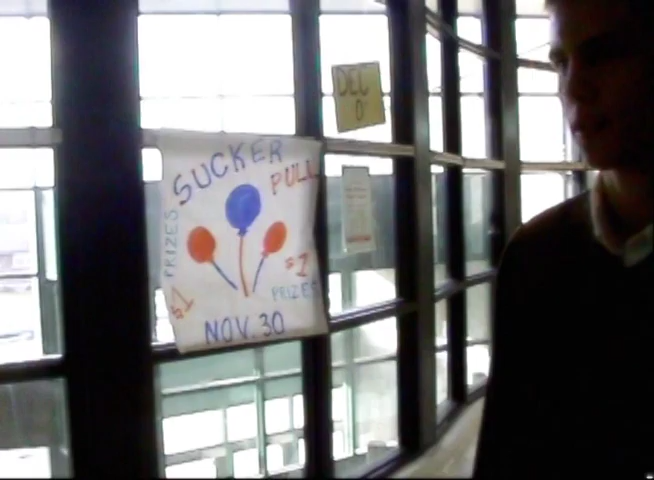 SUCKER
PULL
PRIZES
$1
$1
PRIZES
NOV. 30
DEC
0